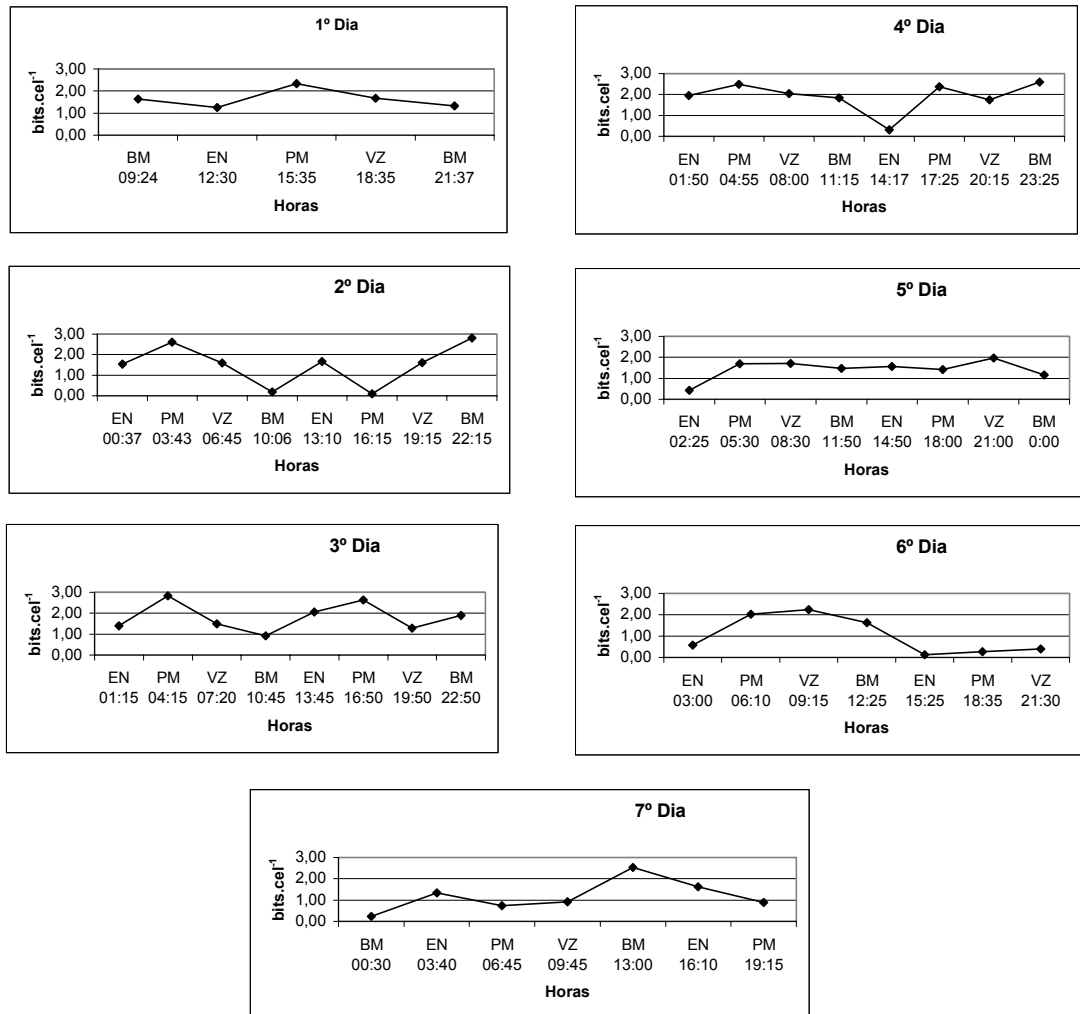 1º Dia
bits.cel-1
3,00
2,00
1,00
0,00
BM EN PM VZ BM
09:24 12:30 15:35 18:35 21:37
Horas
2º Dia
bits.cel-1
3,00
2,00
1,00
0,00
EN PM VZ BM EN PM VZ BM
00:37 03:43 06:45 10:06 13:10 16:15 19:15 22:15
Horas
3º Dia
bits.cel-1
3,00
2,00
1,00
0,00
EN PM VZ BM EN PM VZ BM
01:15 04:15 07:20 10:45 13:45 16:50 19:50 22:50
Horas
4º Dia
bits.cel-1
3,00
2,00
1,00
0,00
EN PM VZ BM EN PM VZ BM
01:50 04:55 08:00 11:15 14:17 17:25 20:15 23:25
Horas
5º Dia
bits.cel-1
3,00
2,00
1,00
0,00
EN PM VZ BM EN PM VZ BM
02:25 05:30 08:30 11:50 14:50 18:00 21:00 0:00
Horas
6º Dia
bits.cel-1
3,00
2,00
1,00
0,00
EN PM VZ BM EN PM VZ
03:00 06:10 09:15 12:25 15:25 18:35 21:30
Horas
7º Dia
bits.cel-1
3,00
2,00
1,00
0,00
BM EN PM VZ BM EN PM
00:30 03:40 06:45 09:45 13:00 16:10 19:15
Horas